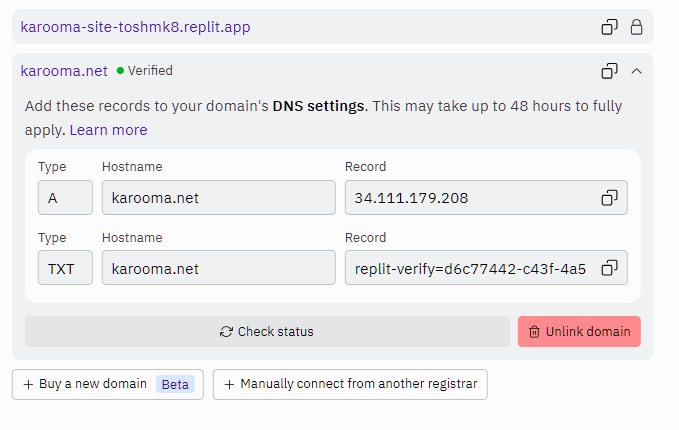 karooma-site-toshmk8.replit.app
karooma.net Verified
Add these records to your domain's DNS settings. This may take up to 48 hours to fully
apply. Learn more
Type Hostname Record
A karooma.net 34.111.179.208
Type Hostname Record
TXT karooma.net replit-verify=d6c77442-c43f-4a5
Check status Unlink domain
+ Buy a new domain Beta + Manually connect from another registrar